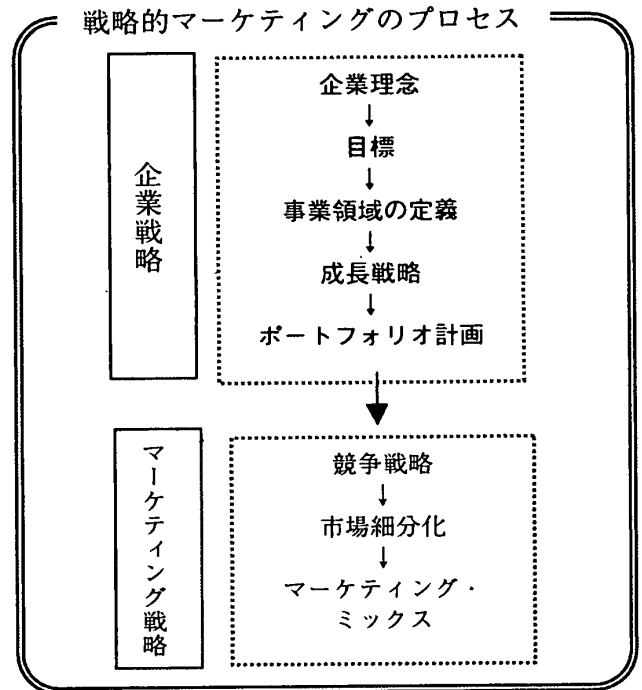 戦略的マーケティングのプロセス
企業戦略
企業理念
↓
目標
↓
事業領域の定義
↓
成長戦略
↓
ポートフォリオ計画
↓
マーケティング戦略
競争戦略
↓
市場細分化
↓
マーケティング・
ミックス